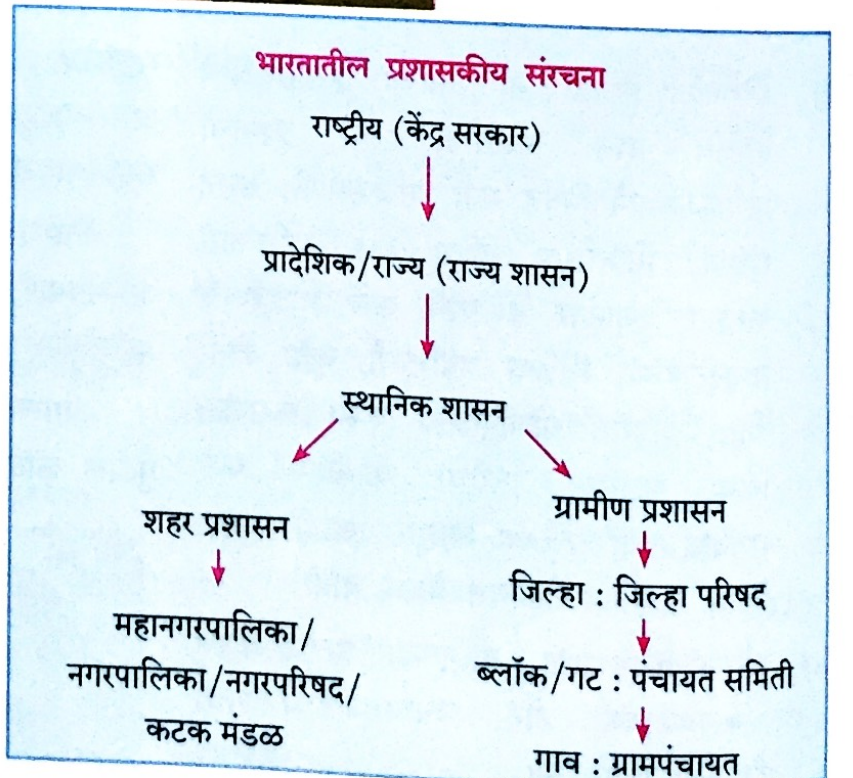 भारतातील प्रशासकीय संरचना
राष्ट्रीय (केंद्र सरकार)
प्रादेशिक/राज्य (राज्य शासन)
स्थानिक शासन
शहर प्रशासन
महानगरपालिका/
नगरपालिका/नगरपरिषद/
कटक मंडळ
ग्रामीण प्रशासन
जिल्हा : जिल्हा परिषद
ब्लॉक/गट : पंचायत समिती
गाव : ग्रामपंचायत